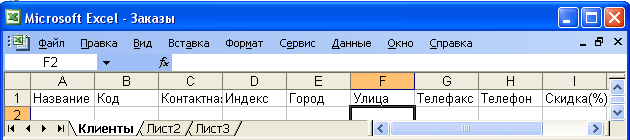 Microsoft Excel - Заказы
Файл Правка Вид Вставка Формат Сервис Данные Окно Справка
F2 fx
A B C D E F G H I
1 Название Код Контактна Индекс Город Улица Телефакс Телефон Скидка(%)
2
Клиенты Лист2 Лист3